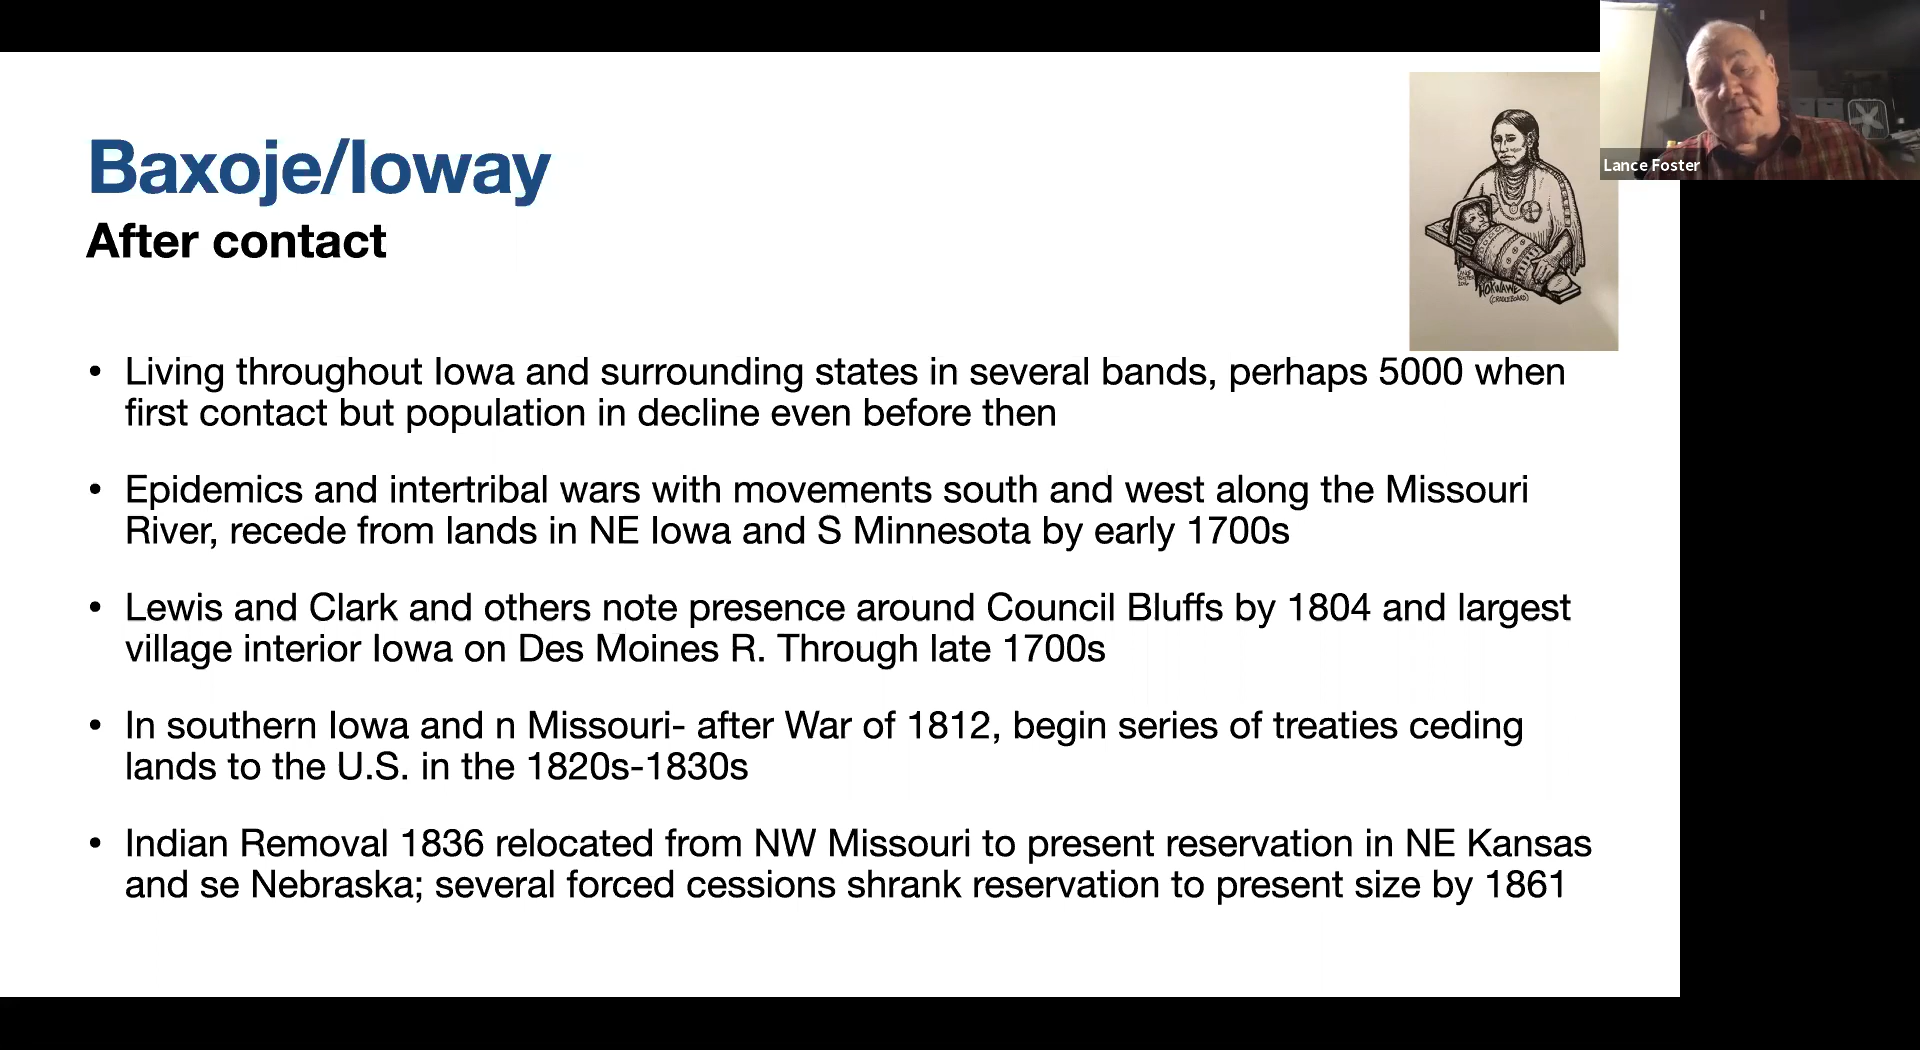 Baxoje/Ioway
After contact
• Living throughout Iowa and surrounding states in several bands, perhaps 5000 when
first contact but population in decline even before then
• Epidemics and intertribal wars with movements south and west along the Missouri
River, recede from lands in NE Iowa and S Minnesota by early 1700s
• Lewis and Clark and others note presence around Council Bluffs by 1804 and largest
village interior Iowa on Des Moines R. Through late 1700s
• In southern Iowa and n Missouri- after War of 1812, begin series of treaties ceding
lands to the U.S. in the 1820s-1830s
• Indian Removal 1836 relocated from NW Missouri to present reservation in NE Kansas
and se Nebraska; several forced cessions shrank reservation to present size by 1861
HOKWAWE
(CRADLEBOARD)
Lance Foster